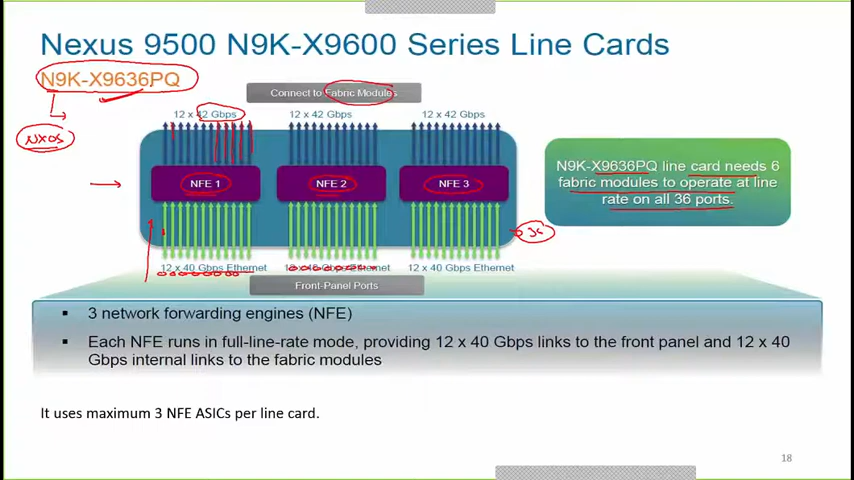 Nexus 9500 N9K-X9600 Series Line Cards
N9K-X9636PQ
NXOS
Connect to Fabric Modules
12 x 42 Gbps
12 x 42 Gbps
12 x 42 Gbps
NFE 1
NFE 2
NFE 3
N9K-X9636PQ line card needs 6
fabric modules to operate at line
rate on all 36 ports.
36
12 x 40 Gbps Ethernet
12 x 40 Gbps Ethernet
12 x 40 Gbps Ethernet
Front-Panel Ports
▪ 3 network forwarding engines (NFE)
▪ Each NFE runs in full-line-rate mode, providing 12 x 40 Gbps links to the front panel and 12 x 40
Gbps internal links to the fabric modules
It uses maximum 3 NFE ASICs per line card.
18